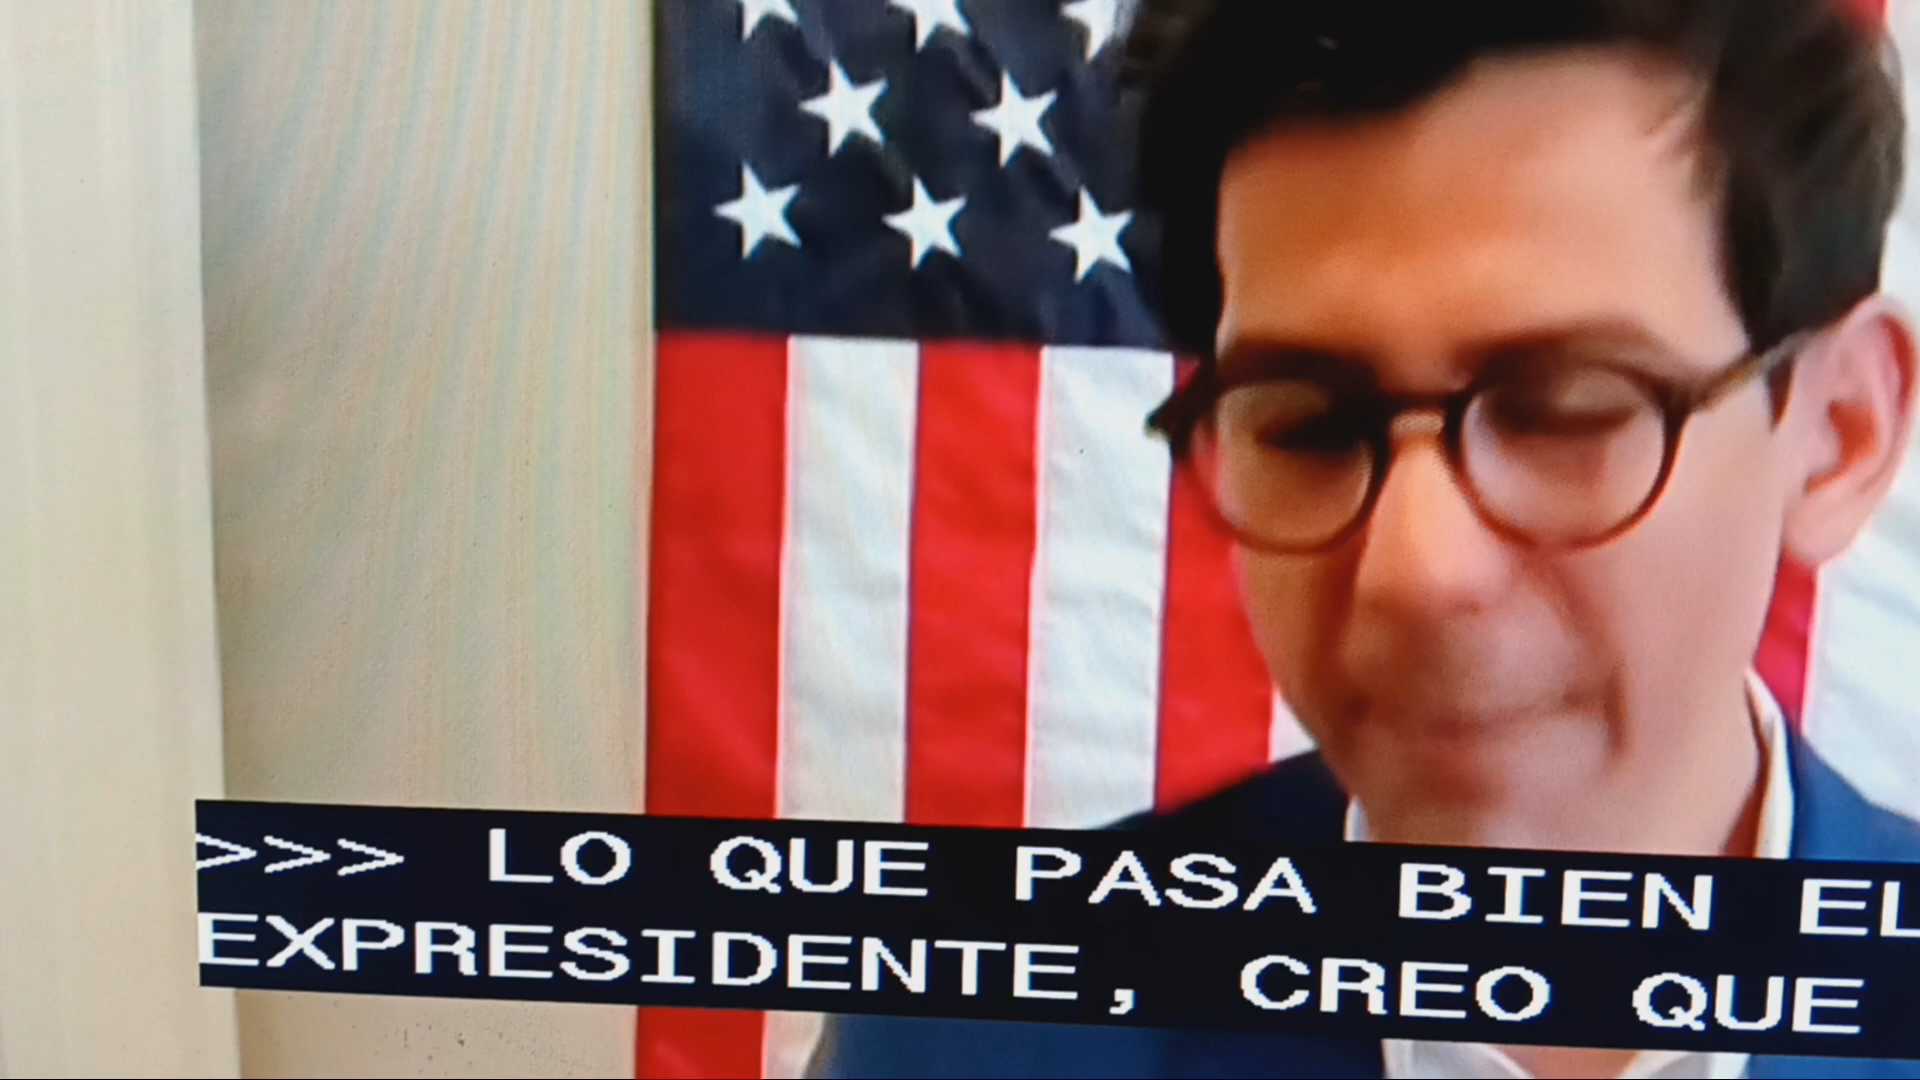 >>> LO QUE PASA BIEN EL
EXPRESIDENTE, CREO QUE